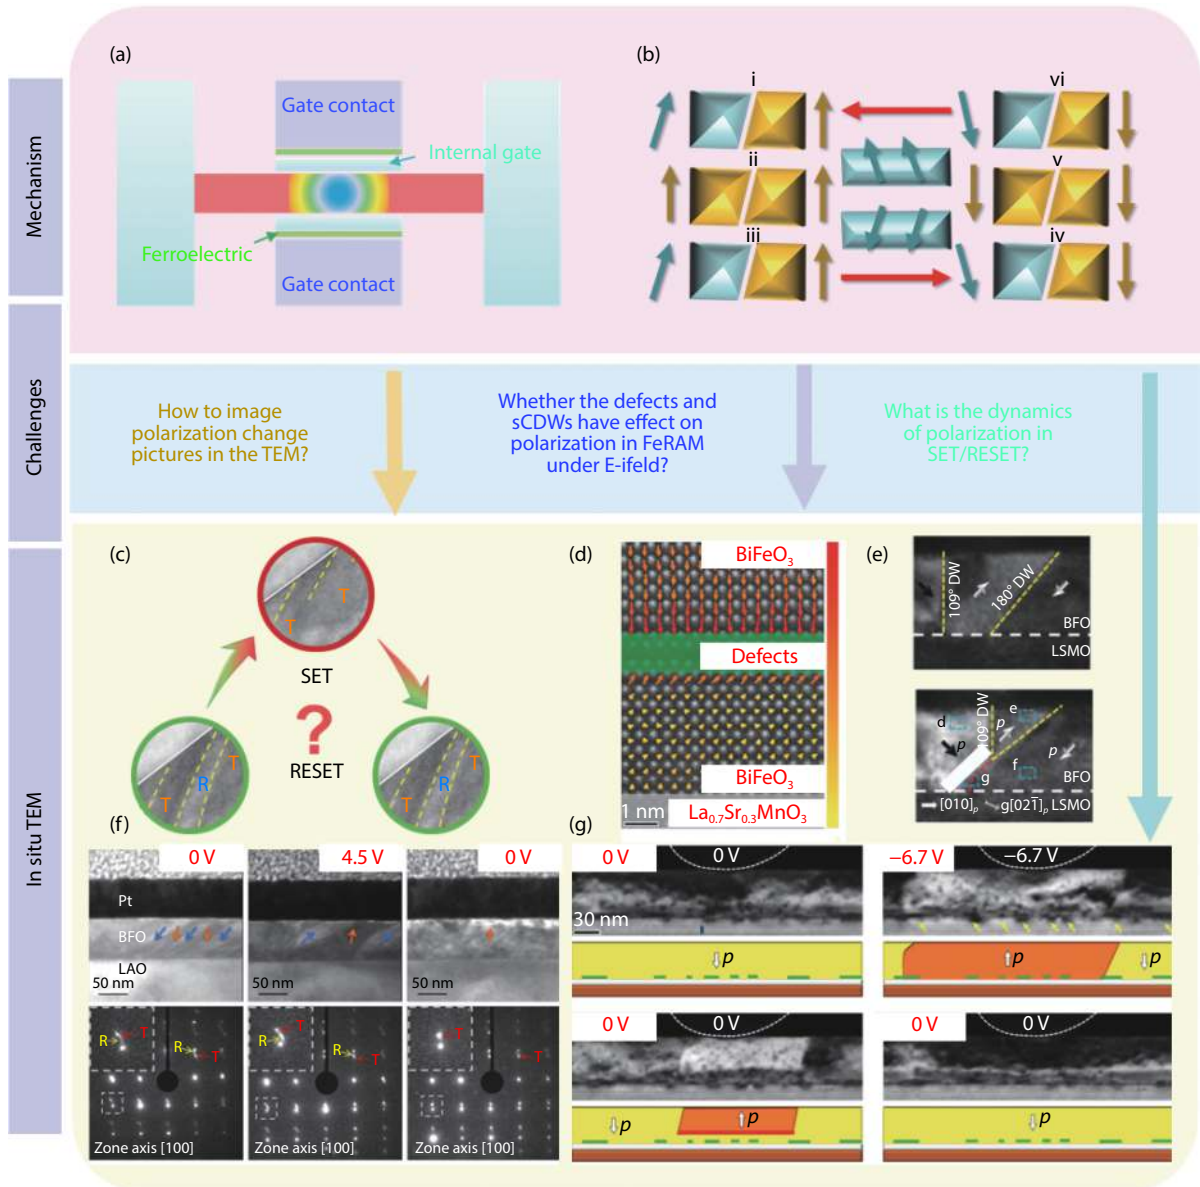 Mechanism
(a)
Gate contact
Internal gate
Ferroelectric
Gate contact
(b)
i
vi
ii
v
iii
iv
Challenges
How to image
polarization change
pictures in the TEM?
Whether the defects and
sCDWs have effect on
polarization in FeRAM
under E-ifeld?
What is the dynamics
of polarization in
SET/RESET?
In situ TEM
(c)
T
T
SET
?
RESET
T
R
T
T
R
T
(d)
BiFeO3
Defects
BiFeO3
1 nm
La0.7Sr0.3MnO3
(e)
109° DW
180° DW
BFO
LSMO
d
e
109° DW
p
p
p
g
f
BFO
[010]p
g[021̄]p
LSMO
(f)
0 V
4.5 V
0 V
Pt
BFO
LAO
50 nm
50 nm
50 nm
R
T
R
T
R
T
R
T
T
T
Zone axis [100]
Zone axis [100]
Zone axis [100]
(g)
0 V
0 V
−6.7 V
−6.7 V
30 nm
p
p
p
0 V
0 V
0 V
0 V
p
p
p